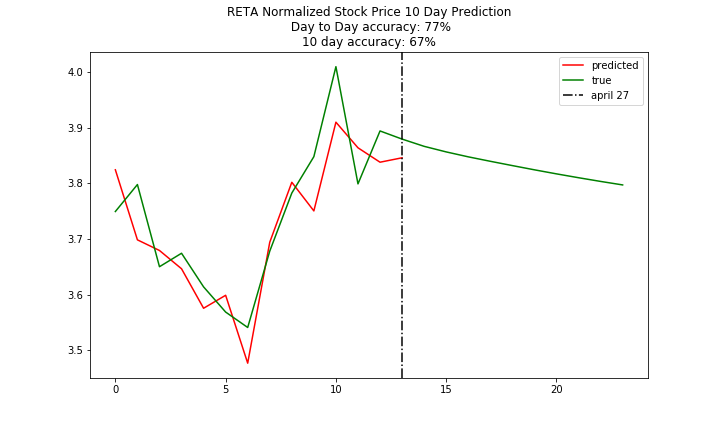 RETA Normalized Stock Price 10 Day Prediction
Day to Day accuracy: 77%
10 day accuracy: 67%
predicted
true
april 27
4.0
3.9
3.8
3.7
3.6
3.5
0
5
10
15
20